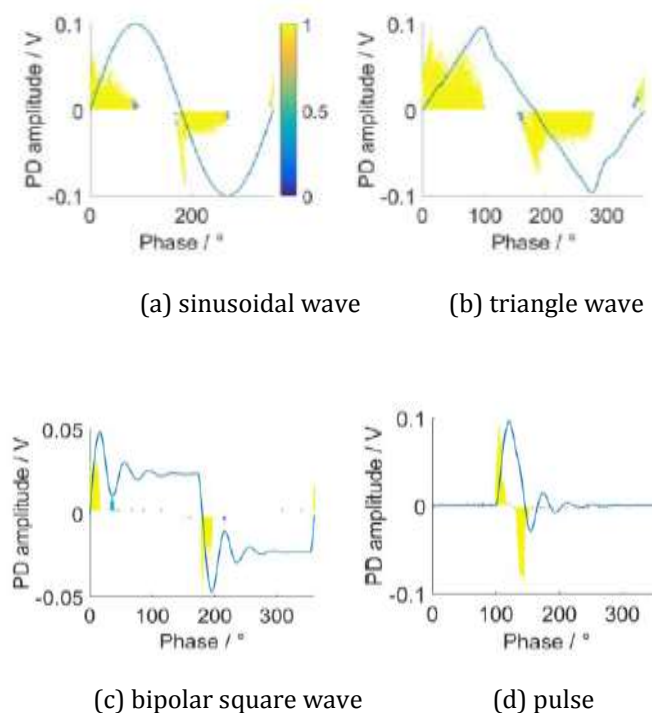 PD amplitude / V
0.1
0
-0.1
0
200
Phase / °
1
0.5
0
PD amplitude / V
0.1
0
-0.1
0
100
200
300
Phase / °
(a) sinusoidal wave
(b) triangle wave
PD amplitude / V
0.05
0
-0.05
0
100
200
300
Phase / °
PD amplitude / V
0.1
0
-0.1
0
100
200
300
Phase / °
(c) bipolar square wave
(d) pulse